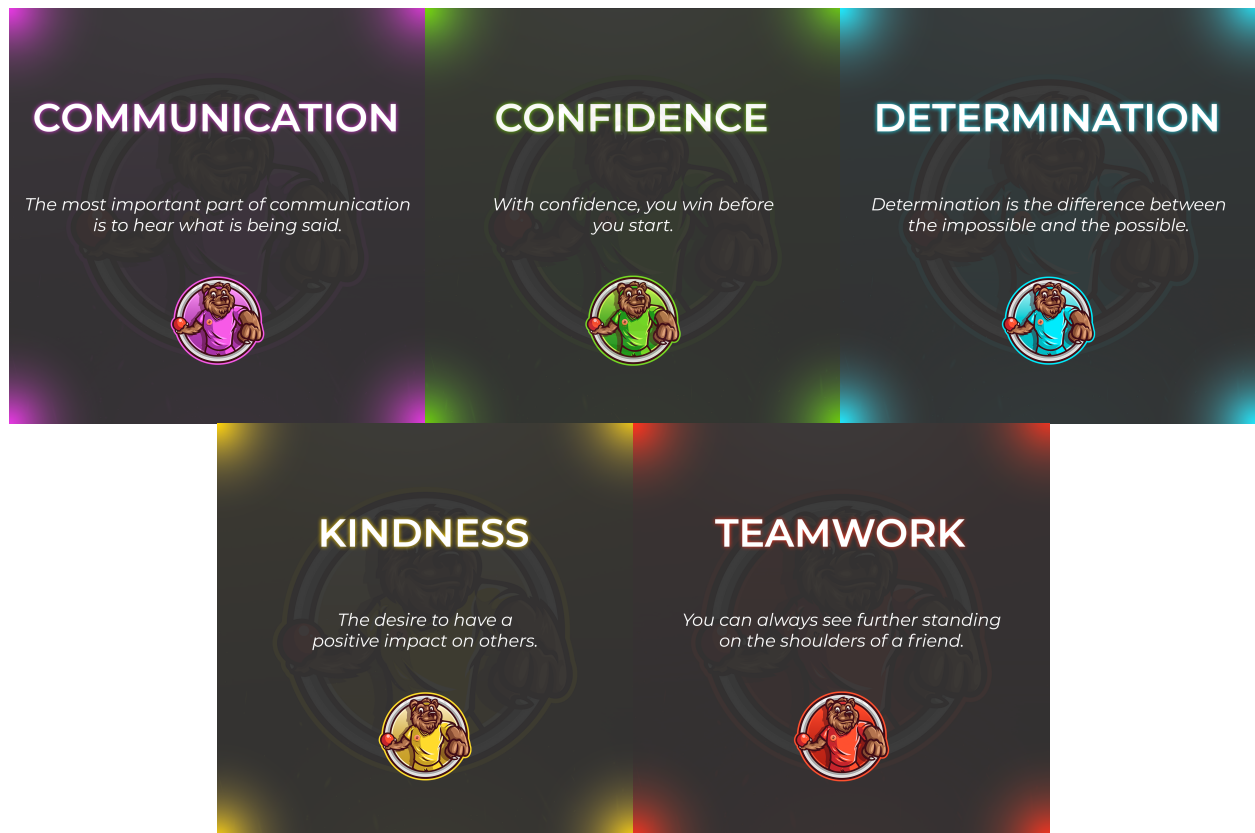 COMMUNICATION
The most important part of communication
is to hear what is being said.
CONFIDENCE
With confidence, you win before
you start.
DETERMINATION
Determination is the difference between
the impossible and the possible.
KINDNESS
The desire to have a
positive impact on others.
TEAMWORK
You can always see further standing
on the shoulders of a friend.